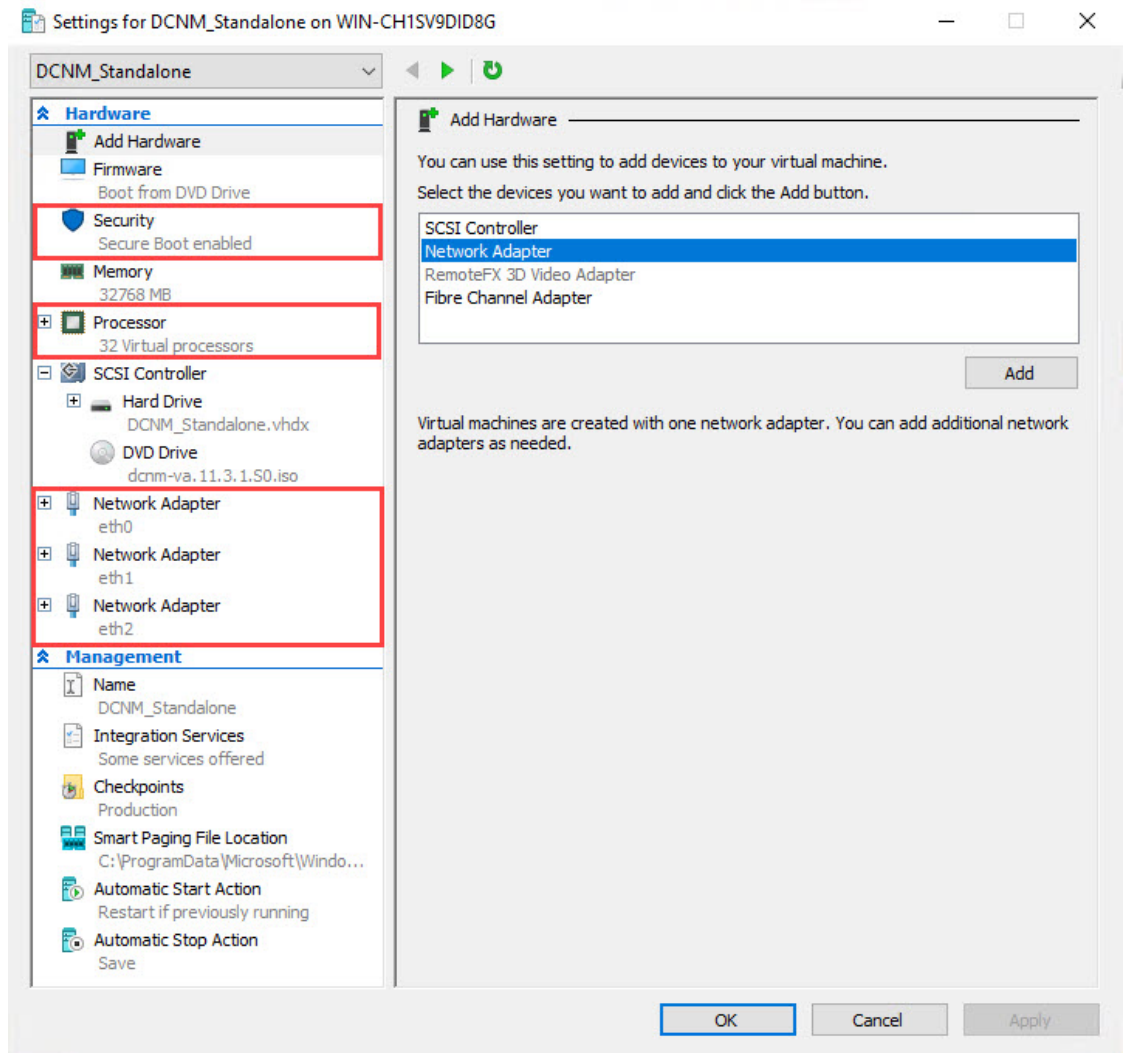 Settings for DCNM_Standalone on WIN-CH1SV9DID8G
DCNM_Standalone
Hardware
Add Hardware
Firmware
Boot from DVD Drive
Security
Secure Boot enabled
Memory
32768 MB
Processor
32 Virtual processors
SCSI Controller
Hard Drive
DCNM_Standalone.vhdx
DVD Drive
dcnm-va.11.3.1.S0.iso
Network Adapter
eth0
Network Adapter
eth1
Network Adapter
eth2
Management
Name
DCNM_Standalone
Integration Services
Some services offered
Checkpoints
Production
Smart Paging File Location
C:\ProgramData\Microsoft\Windo...
Automatic Start Action
Restart if previously running
Automatic Stop Action
Save
Add Hardware
You can use this setting to add devices to your virtual machine.
Select the devices you want to add and click the Add button.
SCSI Controller
Network Adapter
RemoteFX 3D Video Adapter
Fibre Channel Adapter
Add
Virtual machines are created with one network adapter. You can add additional network
adapters as needed.
OK
Cancel
Apply